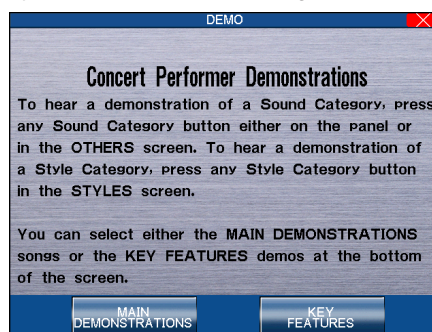 DEMO
Concert Performer Demonstrations
To hear a demonstration of a Sound Category, press
any Sound Category button either on the panel or
in the OTHERS screen. To hear a demonstration of
a Style Category, press any Style Category button
in the STYLES screen.
You can select either the MAIN DEMONSTRATIONS
songs or the KEY FEATURES demos at the bottom
of the screen.
MAIN
DEMONSTRATIONS
KEY
FEATURES